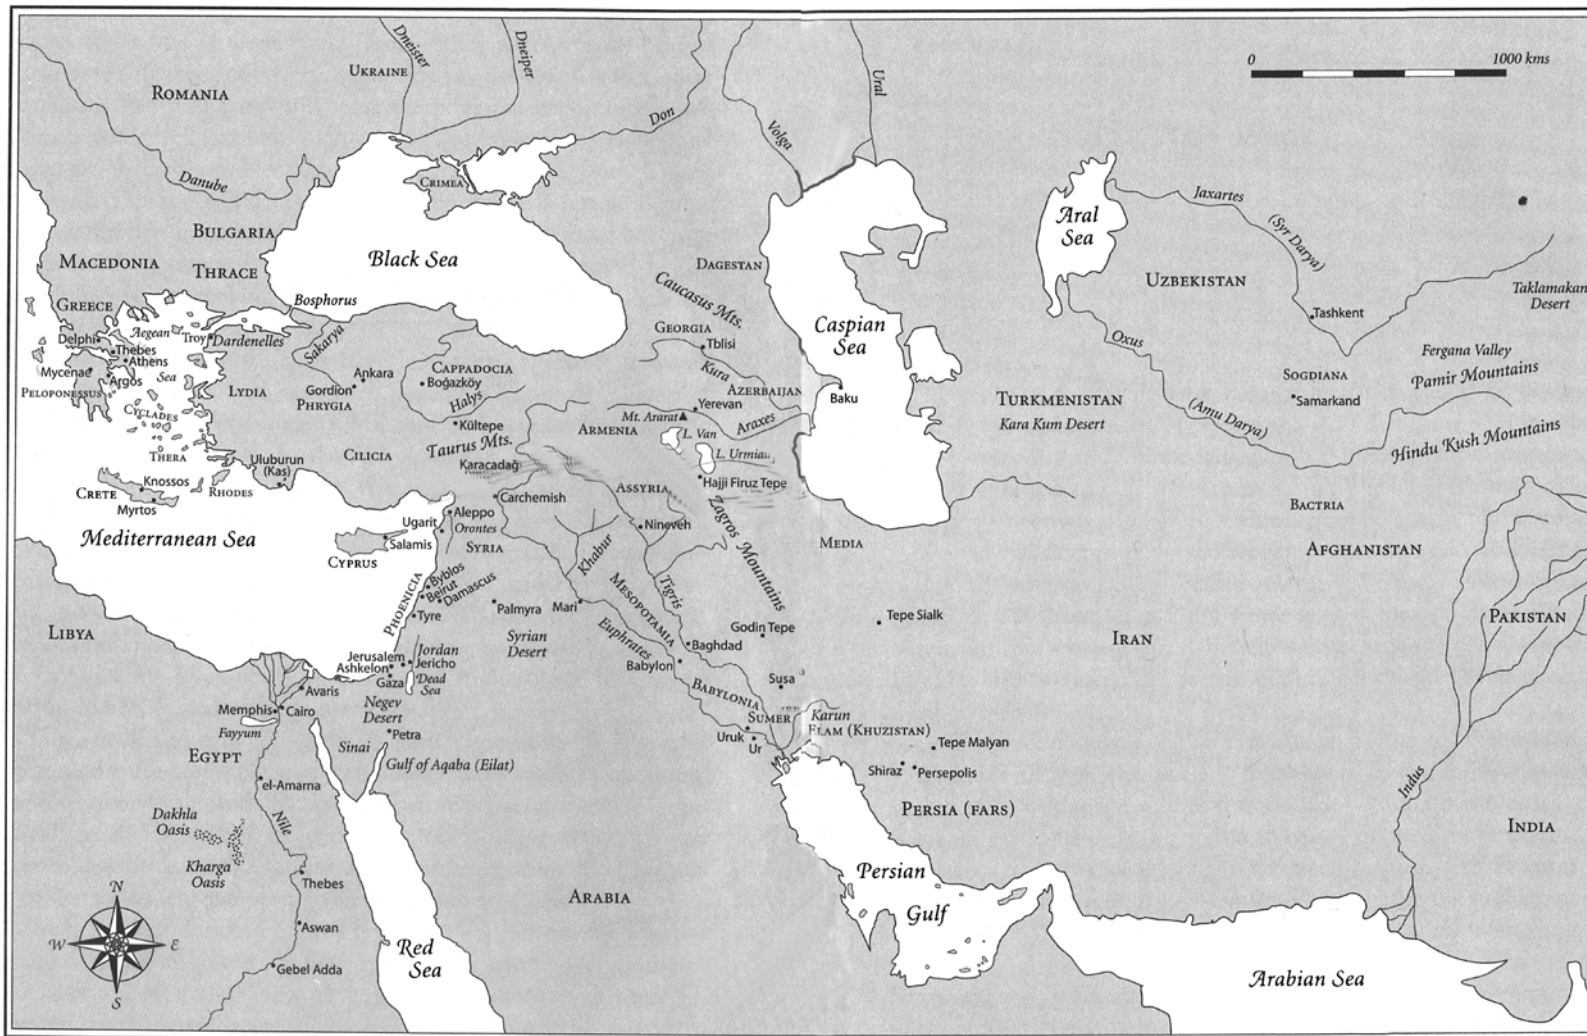 0 1000 kms
Dneister
Dneiper
UKRAINE
ROMANIA
Don
Volga
Ural
Danube
CRIMEA
Jaxartes
(Syr Darya)
Aral
Sea
BULGARIA
Black Sea
MACEDONIA
THRACE
DAGESTAN
UZBEKISTAN
Taklamakan
Desert
Caucasus Mts.
GREECE
Bosphorus
Caspian
Sea
Tashkent
Aegean
Sea
Troy
Dardenelles
Delphi
Thebes
Athens
Mycenae
Argos
PELOPONESSUS
Sakarya
GEORGIA
Tblisi
Kura
Oxus
(Amu Darya)
Fergana Valley
Pamir Mountains
SOGDIANA
Samarkand
CAPPADOCIA
Boğazköy
Halys
Ankara
Gordion
PHRYGIA
LYDIA
AZERBAIJAN
Baku
TURKMENISTAN
Kara Kum Desert
Hindu Kush Mountains
CYCLADES
THERA
Kültepe
Taurus Mts.
ARMENIA
Mt. Ararat
Yerevan
Araxes
L. Van
L. Urmia
CILICIA
Karacadağ
Uluburun
(Kaş)
RHODES
Knossos
CRETE
Myrtos
Hajji Firuz Tepe
ASSYRIA
Carchemish
Zagros Mountains
BACTRIA
Mediterranean Sea
Ugarit
Aleppo
Orontes
SYRIA
Salamis
CYPRUS
Nineveh
Khabur
MEDIA
AFGHANISTAN
PHOENICIA
Byblos
Beirut
Damascus
Tyre
Palmyra
Mari
MESOPOTAMIA
Tigris
Euphrates
Syrian
Desert
Godin Tepe
Tepe Sialk
IRAN
PAKISTAN
LIBYA
Baghdad
Babylon
Jerusalem
Jordan
Ashkelon
Jericho
Gaza
Dead
Sea
Avaris
Negev
Desert
BABYLONIA
Susa
SUMER
Karun
ELAM (KHUZISTAN)
Memphis
Cairo
Fayyum
Petra
Uruk
Ur
Tepe Malyan
EGYPT
Sinai
Gulf of Aqaba (Eilat)
Shiraz
Persepolis
el-Amarna
PERSIA (FARS)
Indus
INDIA
Dakhla
Oasis
Nile
Kharga
Oasis
Thebes
ARABIA
Persian
Gulf
Aswan
Red
Sea
Gebel Adda
Arabian Sea
N
W E
S